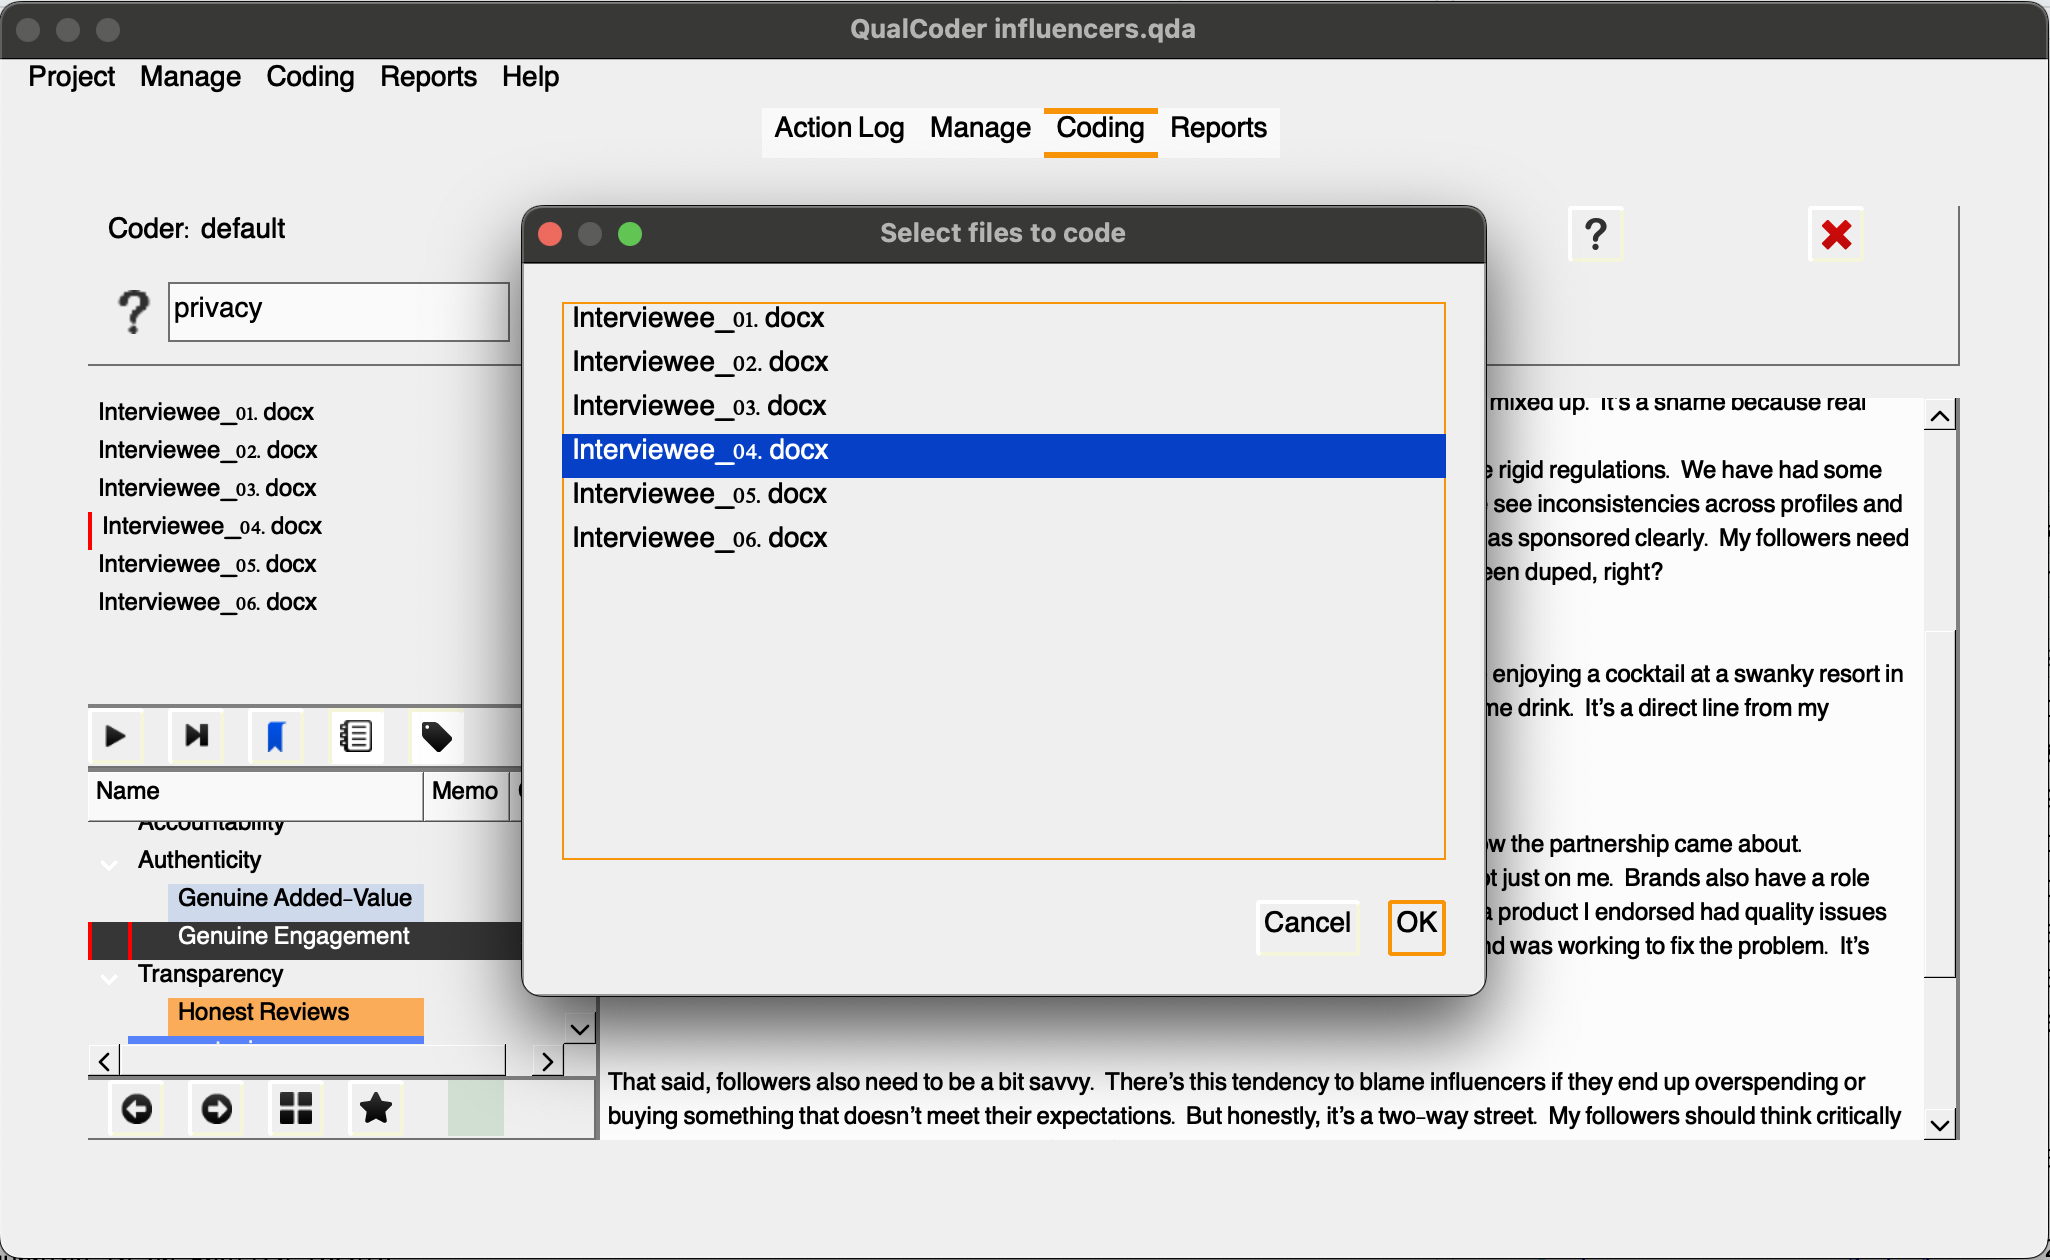 QualCoder influencers.qda
Project Manage Coding Reports Help
Action Log Manage Coding Reports
Coder: default
privacy
Interviewee_01. docx
Interviewee_02. docx
Interviewee_03. docx
Interviewee_04. docx
Interviewee_05. docx
Interviewee_06. docx
Name Memo
Accountability
Authenticity
Genuine Added-Value
Genuine Engagement
Transparency
Honest Reviews
Select files to code
Interviewee_01. docx
Interviewee_02. docx
Interviewee_03. docx
Interviewee_04. docx
Interviewee_05. docx
Interviewee_06. docx
Cancel OK
mixed up. It's a shame because real
rigid regulations. We have had some
see inconsistencies across profiles and
as sponsored clearly. My followers need
duped, right?
enjoying a cocktail at a swanky resort in
drink. It's a direct line from my
the partnership came about.
just on me. Brands also have a role
product I endorsed had quality issues
was working to fix the problem. It's
That said, followers also need to be a bit savvy. There's this tendency to blame influencers if they end up overspending or
buying something that doesn't meet their expectations. But honestly, it's a two-way street. My followers should think critically